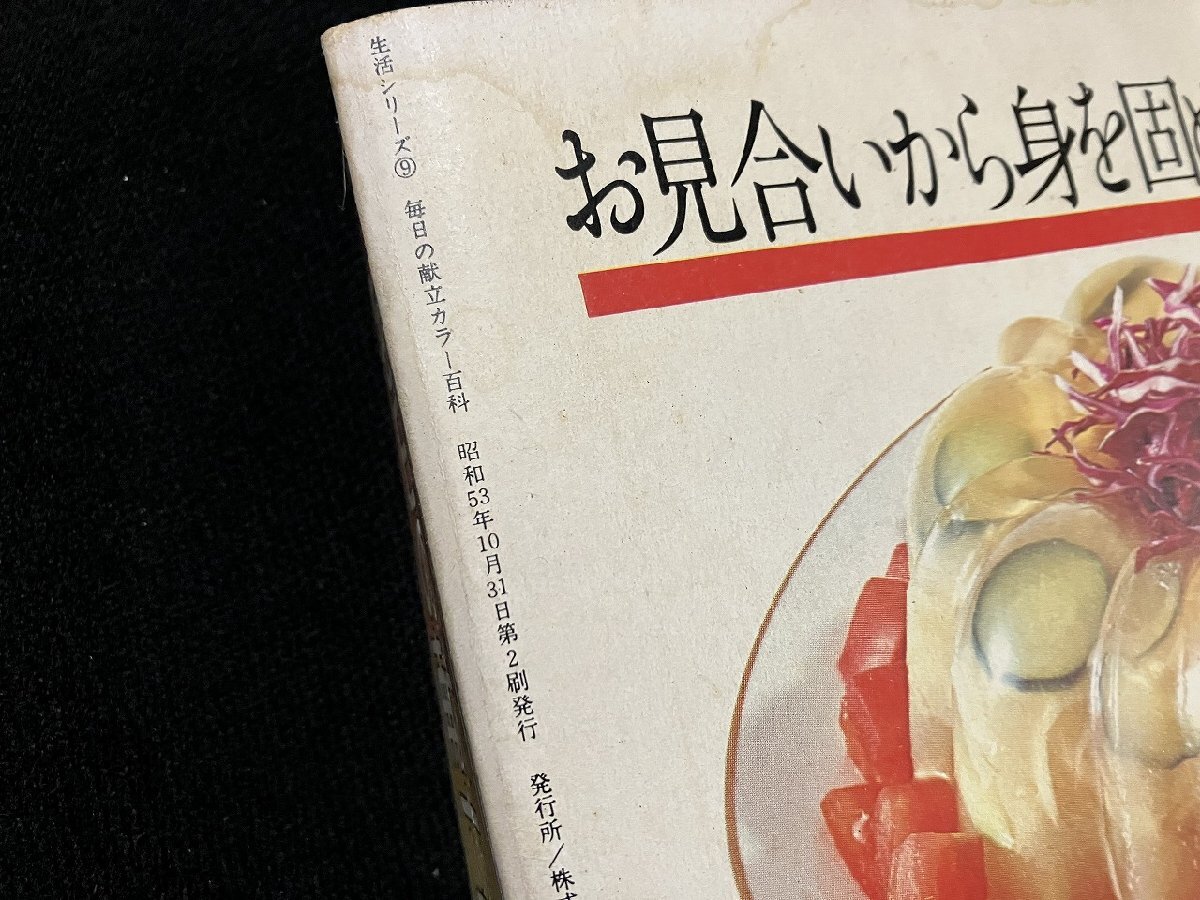 お見合いから身を固め
生活シリーズ⑨ 毎日の献立カラー百科 昭和53年10月31日第2刷発行 発行所/株式